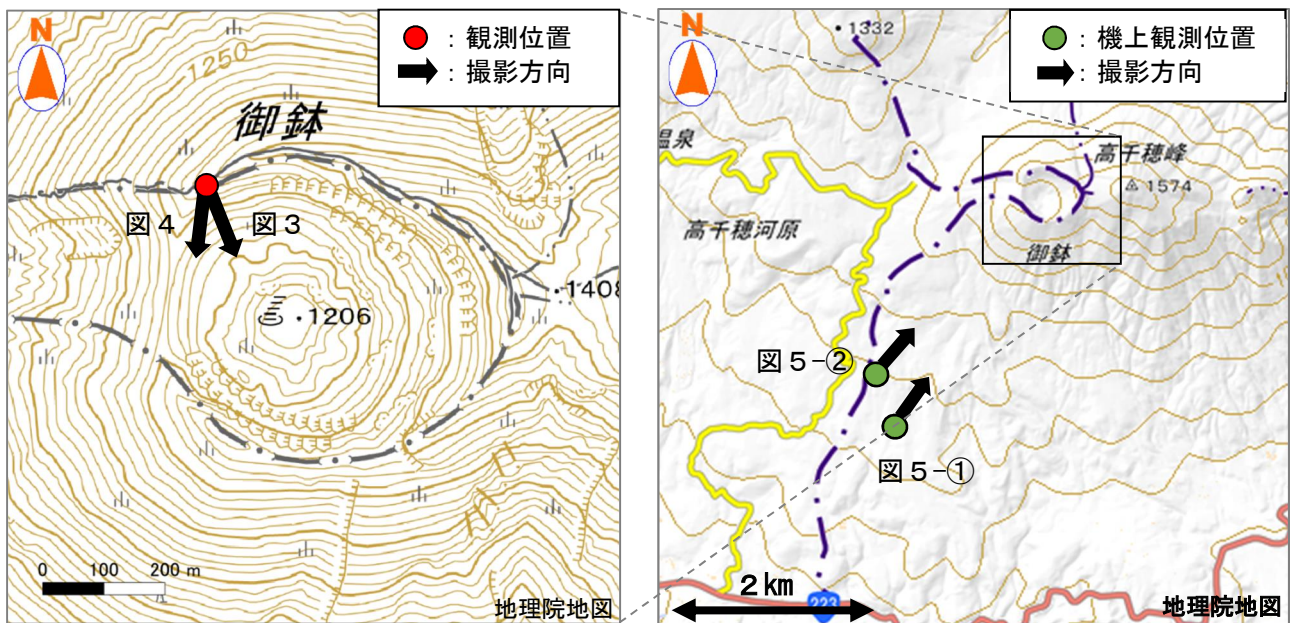 N
：観測位置
：撮影方向
1250
御鉢
図４
図３
1206
0 100 200 m
地理院地図
N
1332
：機上観測位置
：撮影方向
温泉
高千穂峰
1574
高千穂河原
御鉢
図５-②
図５-①
２km
223
地理院地図